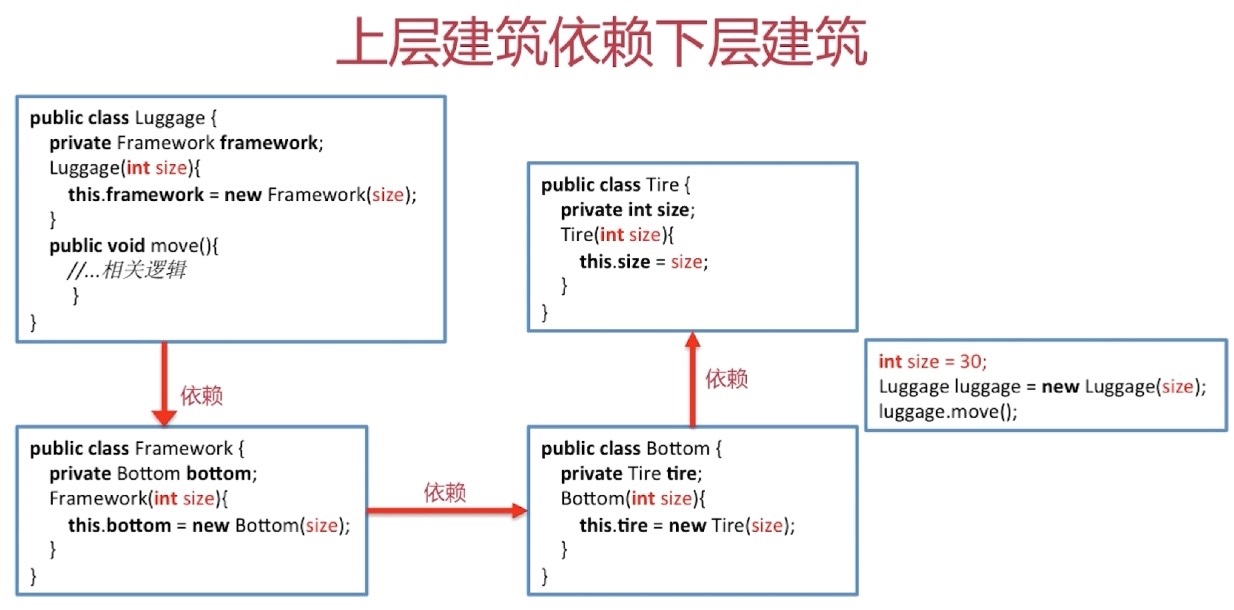 上层建筑依赖下层建筑
public class Luggage {
private Framework framework;
Luggage(int size){
this.framework = new Framework(size);
}
public void move(){
//...相关逻辑
}
}
依赖
public class Framework {
private Bottom bottom;
Framework(int size){
this.bottom = new Bottom(size);
}
}
依赖
public class Bottom {
private Tire tire;
Bottom(int size){
this.tire = new Tire(size);
}
}
依赖
public class Tire {
private int size;
Tire(int size){
this.size = size;
}
}
int size = 30;
Luggage luggage = new Luggage(size);
luggage.move();